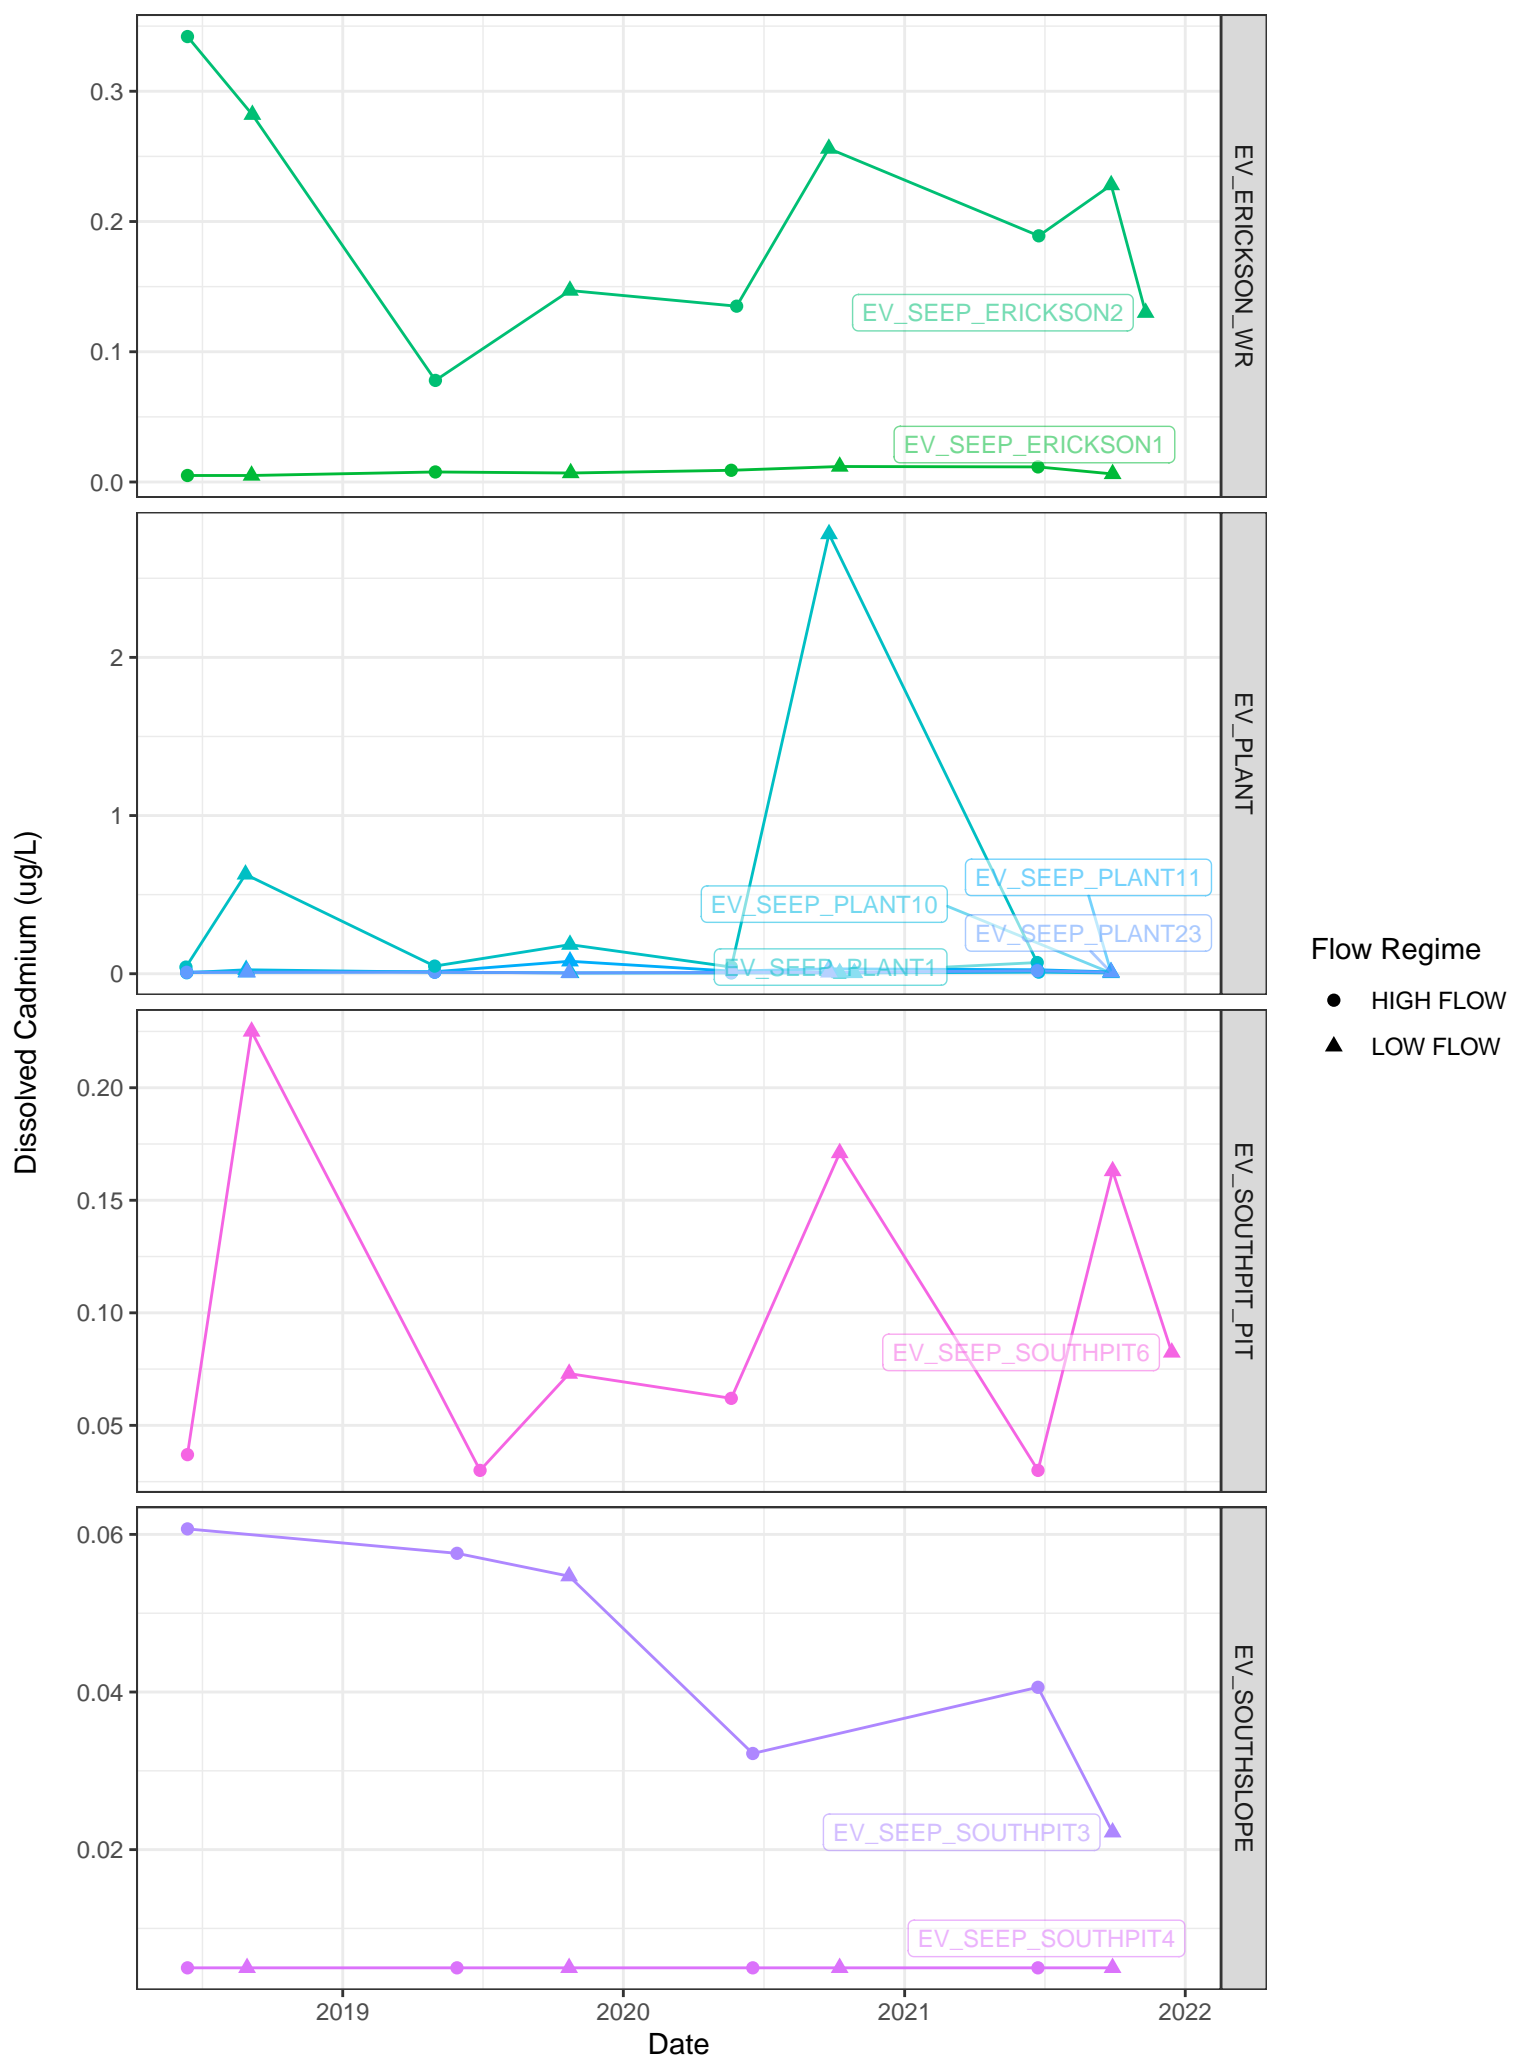 Dissolved Cadmium (ug/L)
0.3
0.2
0.1
0.0
EV_SEEP_ERICKSON2
EV_SEEP_ERICKSON1
EV_ERICKSON_WR
2
1
0
EV_SEEP_PLANT11
EV_SEEP_PLANT10
EV_SEEP_PLANT23
EV_SEEP_PLANT1
EV_PLANT
0.20
0.15
0.10
0.05
EV_SEEP_SOUTHPIT6
EV_SOUTHPIT_PIT
0.06
0.04
0.02
EV_SEEP_SOUTHPIT3
EV_SEEP_SOUTHPIT4
EV_SOUTHSLOPE
2019
2020
2021
2022
Date
Flow Regime
HIGH FLOW
LOW FLOW